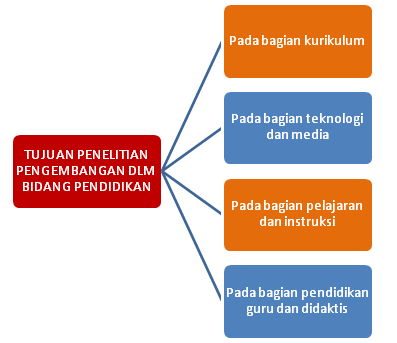 TUJUAN PENELITIAN
PENGEMBANGAN DLM
BIDANG PENDIDIKAN
Pada bagian kurikulum
Pada bagian teknologi
dan media
Pada bagian pelajaran
dan instruksi
Pada bagian pendidikan
guru dan didaktis